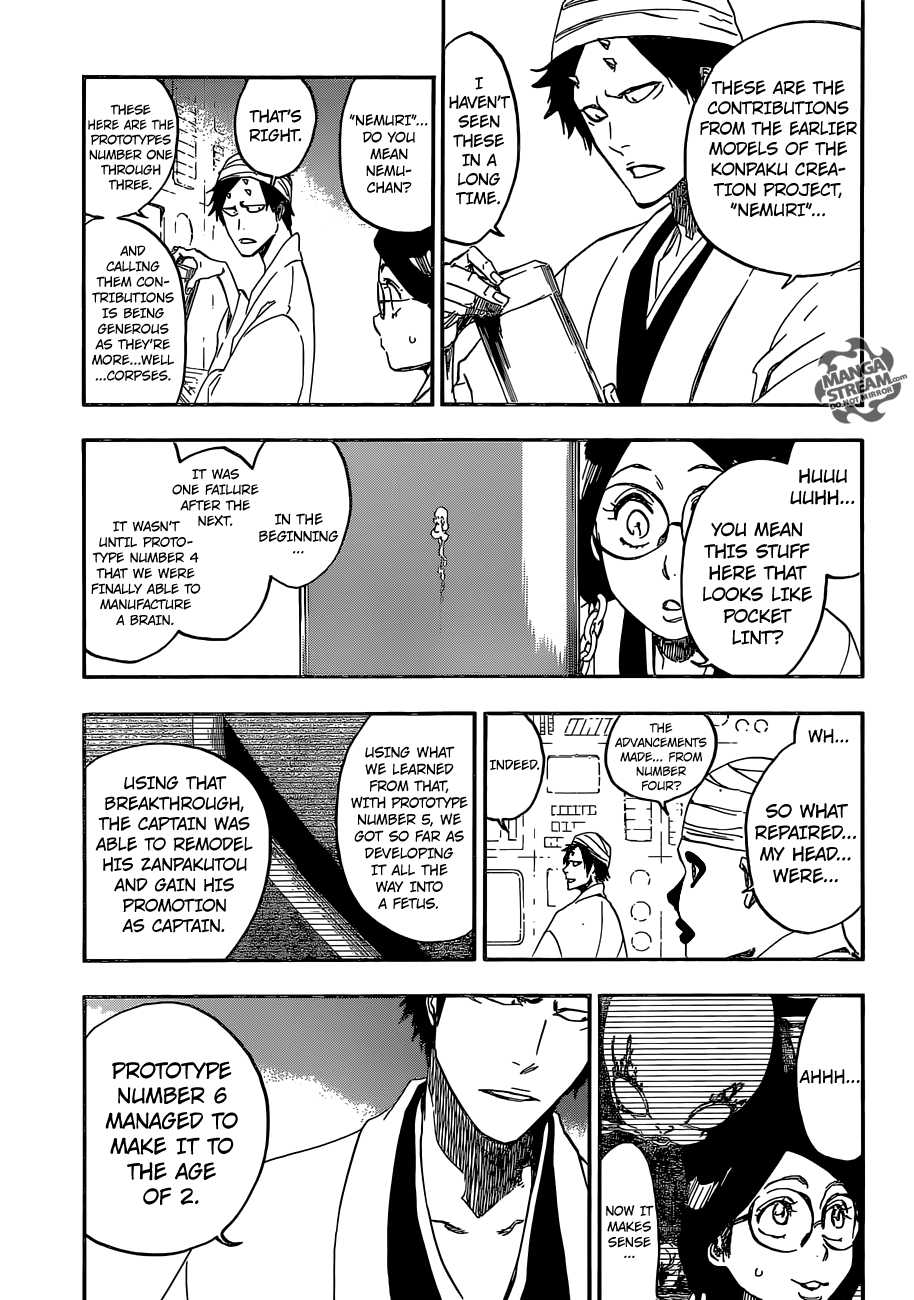 THESE ARE THE
CONTRIBUTIONS
FROM THE EARLIER
MODELS OF THE
KONPAKU CREA-
TION PROJECT,
"NEMURI"...
I
HAVEN'T
SEEN
THESE
IN A
LONG
TIME.
"NEMURI"...
DO YOU
MEAN
NEMU-
CHAN?
THAT'S
RIGHT.
THESE
HERE ARE THE
PROTOTYPES
NUMBER ONE
THROUGH
THREE.
AND
CALLING
THEM CON-
TRIBUTIONS
IS BEING
GENEROUS
AS THEY'RE
MORE...WELL
...CORPSES.
MANGA
STREAM.com
DO NOT MIRROR
HUUU
UUHH...
YOU MEAN
THIS STUFF
HERE THAT
LOOKS LIKE
POCKET
LINT?
IN THE
BEGINNING
...
IT WAS
ONE FAILURE
AFTER THE
NEXT.
IT WASN'T
UNTIL PROTO-
TYPE NUMBER 4
THAT WE WERE
FINALLY ABLE TO
MANUFACTURE
A BRAIN.
WH...
SO WHAT
REPAIRED...
MY HEAD...
WERE...
THE
ADVANCEMENTS
MADE... FROM
NUMBER
FOUR?
INDEED.
USING WHAT
WE LEARNED
FROM THAT,
WITH PROTOTYPE
NUMBER 5, WE
GOT SO FAR AS
DEVELOPING
IT ALL THE
WAY INTO
A FETUS.
USING THAT
BREAKTHROUGH,
THE CAPTAIN WAS
ABLE TO REMODEL
HIS ZANPAKUTOU
AND GAIN HIS
PROMOTION
AS CAPTAIN.
AHHH...
NOW IT
MAKES
SENSE
...
PROTOTYPE
NUMBER 6
MANAGED TO
MAKE IT TO
THE AGE
OF 2.